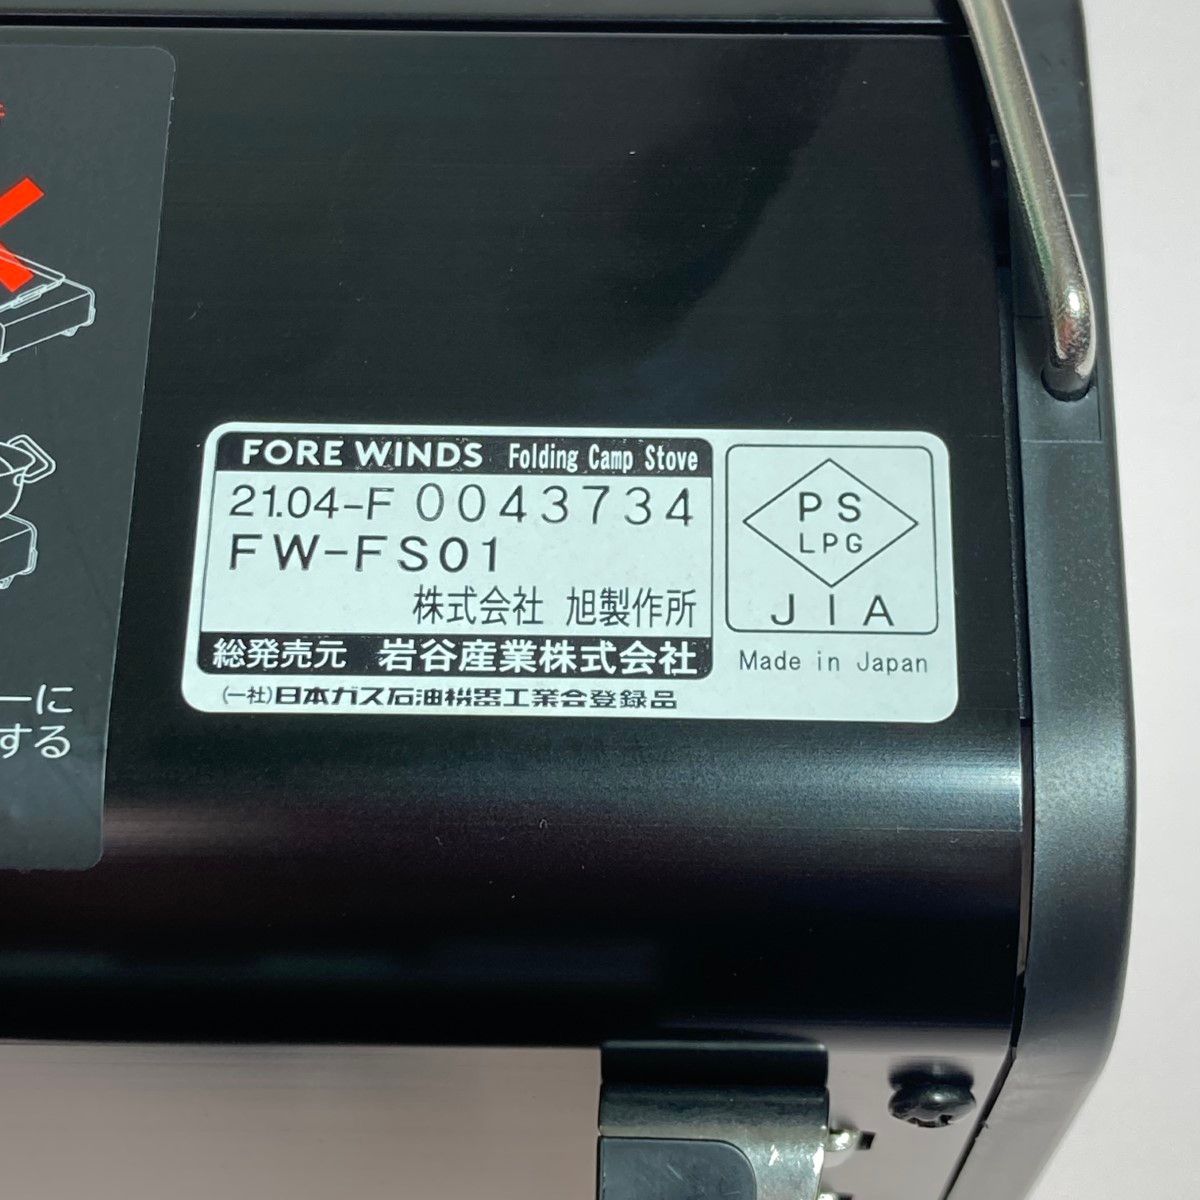 FORE WINDS Folding Camp Stove
21.04-F 0043734
FW-FS01
株式会社 旭製作所
総発売元 岩谷産業株式会社
(一社)日本ガス石油機器工業会登録品
PS
LPG
JIA
Made in Japan
ーに
する